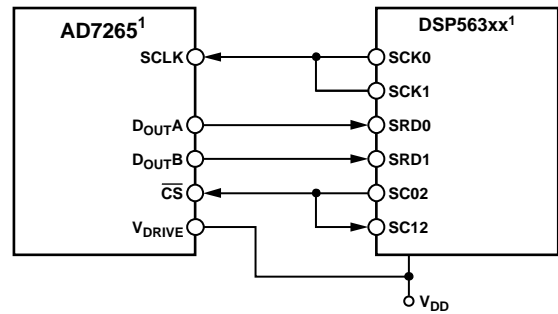 AD7265¹
DSP563xx¹
SCLK
SCK0
SCK1
DOUTA
SRD0
DOUTB
SRD1
CS
SC02
VDRIVE
SC12
VDD